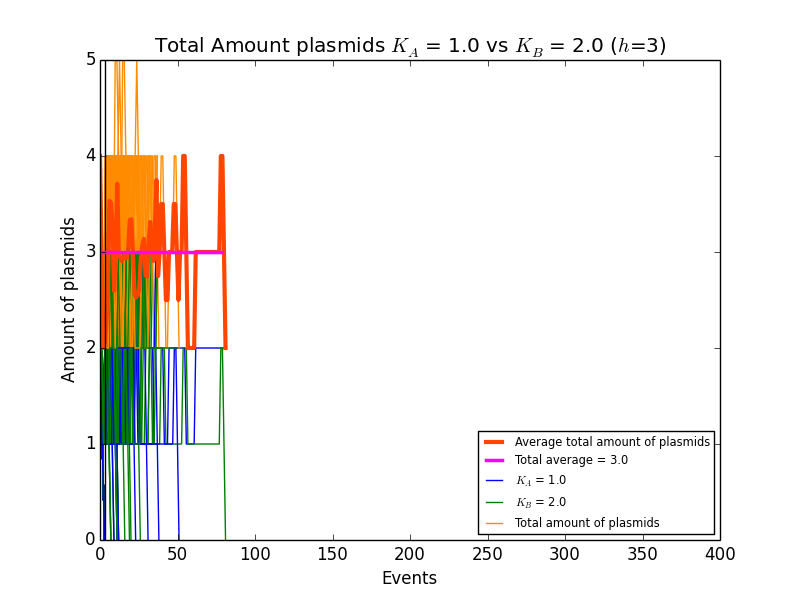 Total Amount plasmids K_A = 1.0 vs K_B = 2.0 (h=3)
5
4
3
2
1
0
Amount of plasmids
Average total amount of plasmids
Total average = 3.0
K_A = 1.0
K_B = 2.0
Total amount of plasmids
0 50 100 150 200 250 300 350 400
Events